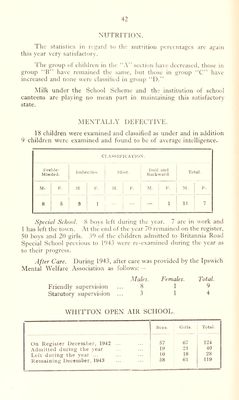 42
NUTRITION.
The statistics in regard to the nutrition percentages are again
this year very satisfactory.
The group of children in the "A" section have decreased, those in
group "B" have remained the same, but those in group "C" have
increased and none were classified in group "D."
Milk under the School Scheme and the institution of school
canteens are playing no mean part in maintaining this satisfactory
state.
MENTALLY DEFECTIVE.
18 children were examined and classified as under and in addition
9 children were examined and found to be of average intelligence.
CLASSIFICATION.
Feeble-Minded. Imbeciles. Idiot. Dull and Backward. Total.
M. F. M. F. M. F. M. F. M. F.
8 5 3 1 — — — 1 11 7
Special School. 8 boys left during the year. 7 are in work and
1 has left the town. At the end of the year 70 remained on the register,
50 boys and 20 girls. 39 of the children admitted to Britannia Road
Special School previous to 1943 were re-examined during the year as
to their progress.
After Care. During 1943, after care was provided by the Ipswich
Mental Welfare Association as follows:—
Males. Females. Total.
Friendly supervision ... 8 1 9
Statutory supervision ... 3 1 4
WHITTON OPEN AIR SCHOOL.
Boys Girls Total
On Register December, 1942 ... 57 67 124
Admitted during the year ... 19 21 40
Left during the year ... 10 18 28
Remaining December, 1943 ... 58 61 119